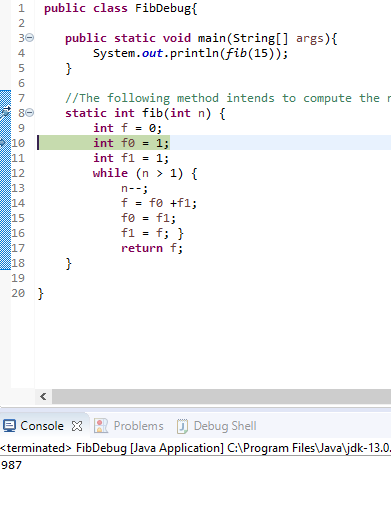 1 public class FibDebug{
2
3 public static void main(String[] args){
4 System.out.println(fib(15));
5 }
6
7 //The following method intends to compute the
8 static int fib(int n) {
9 int f = 0;
10 int f0 = 1;
11 int f1 = 1;
12 while (n > 1) {
13 n--;
14 f = f0 +f1;
15 f0 = f1;
16 f1 = f; }
17 return f;
18 }
19
20 }
Console Problems Debug Shell
<terminated> FibDebug [Java Application] C:\Program Files\Java\jdk-13.0.
987